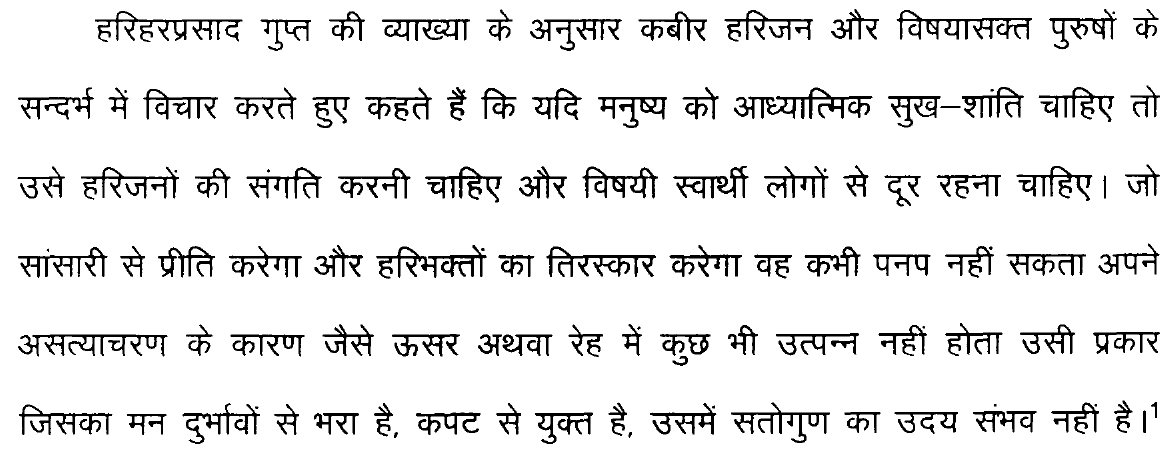 हरिहरप्रसाद गुप्त की व्याख्या के अनुसार कबीर हरिजन और विषयासक्त पुरुषों के
सन्दर्भ में विचार करते हुए कहते हैं कि यदि मनुष्य को आध्यात्मिक सुख–शांति चाहिए तो
उसे हरिजनों की संगति करनी चाहिए और विषयी स्वार्थी लोगों से दूर रहना चाहिए। जो
सांसारी से प्रीति करेगा और हरिभक्तों का तिरस्कार करेगा वह कभी पनप नहीं सकता अपने
असत्याचरण के कारण जैसे ऊसर अथवा रेह में कुछ भी उत्पन्न नहीं होता उसी प्रकार
जिसका मन दुर्भावों से भरा है, कपट से युक्त है, उसमें सतोगुण का उदय संभव नहीं है।¹